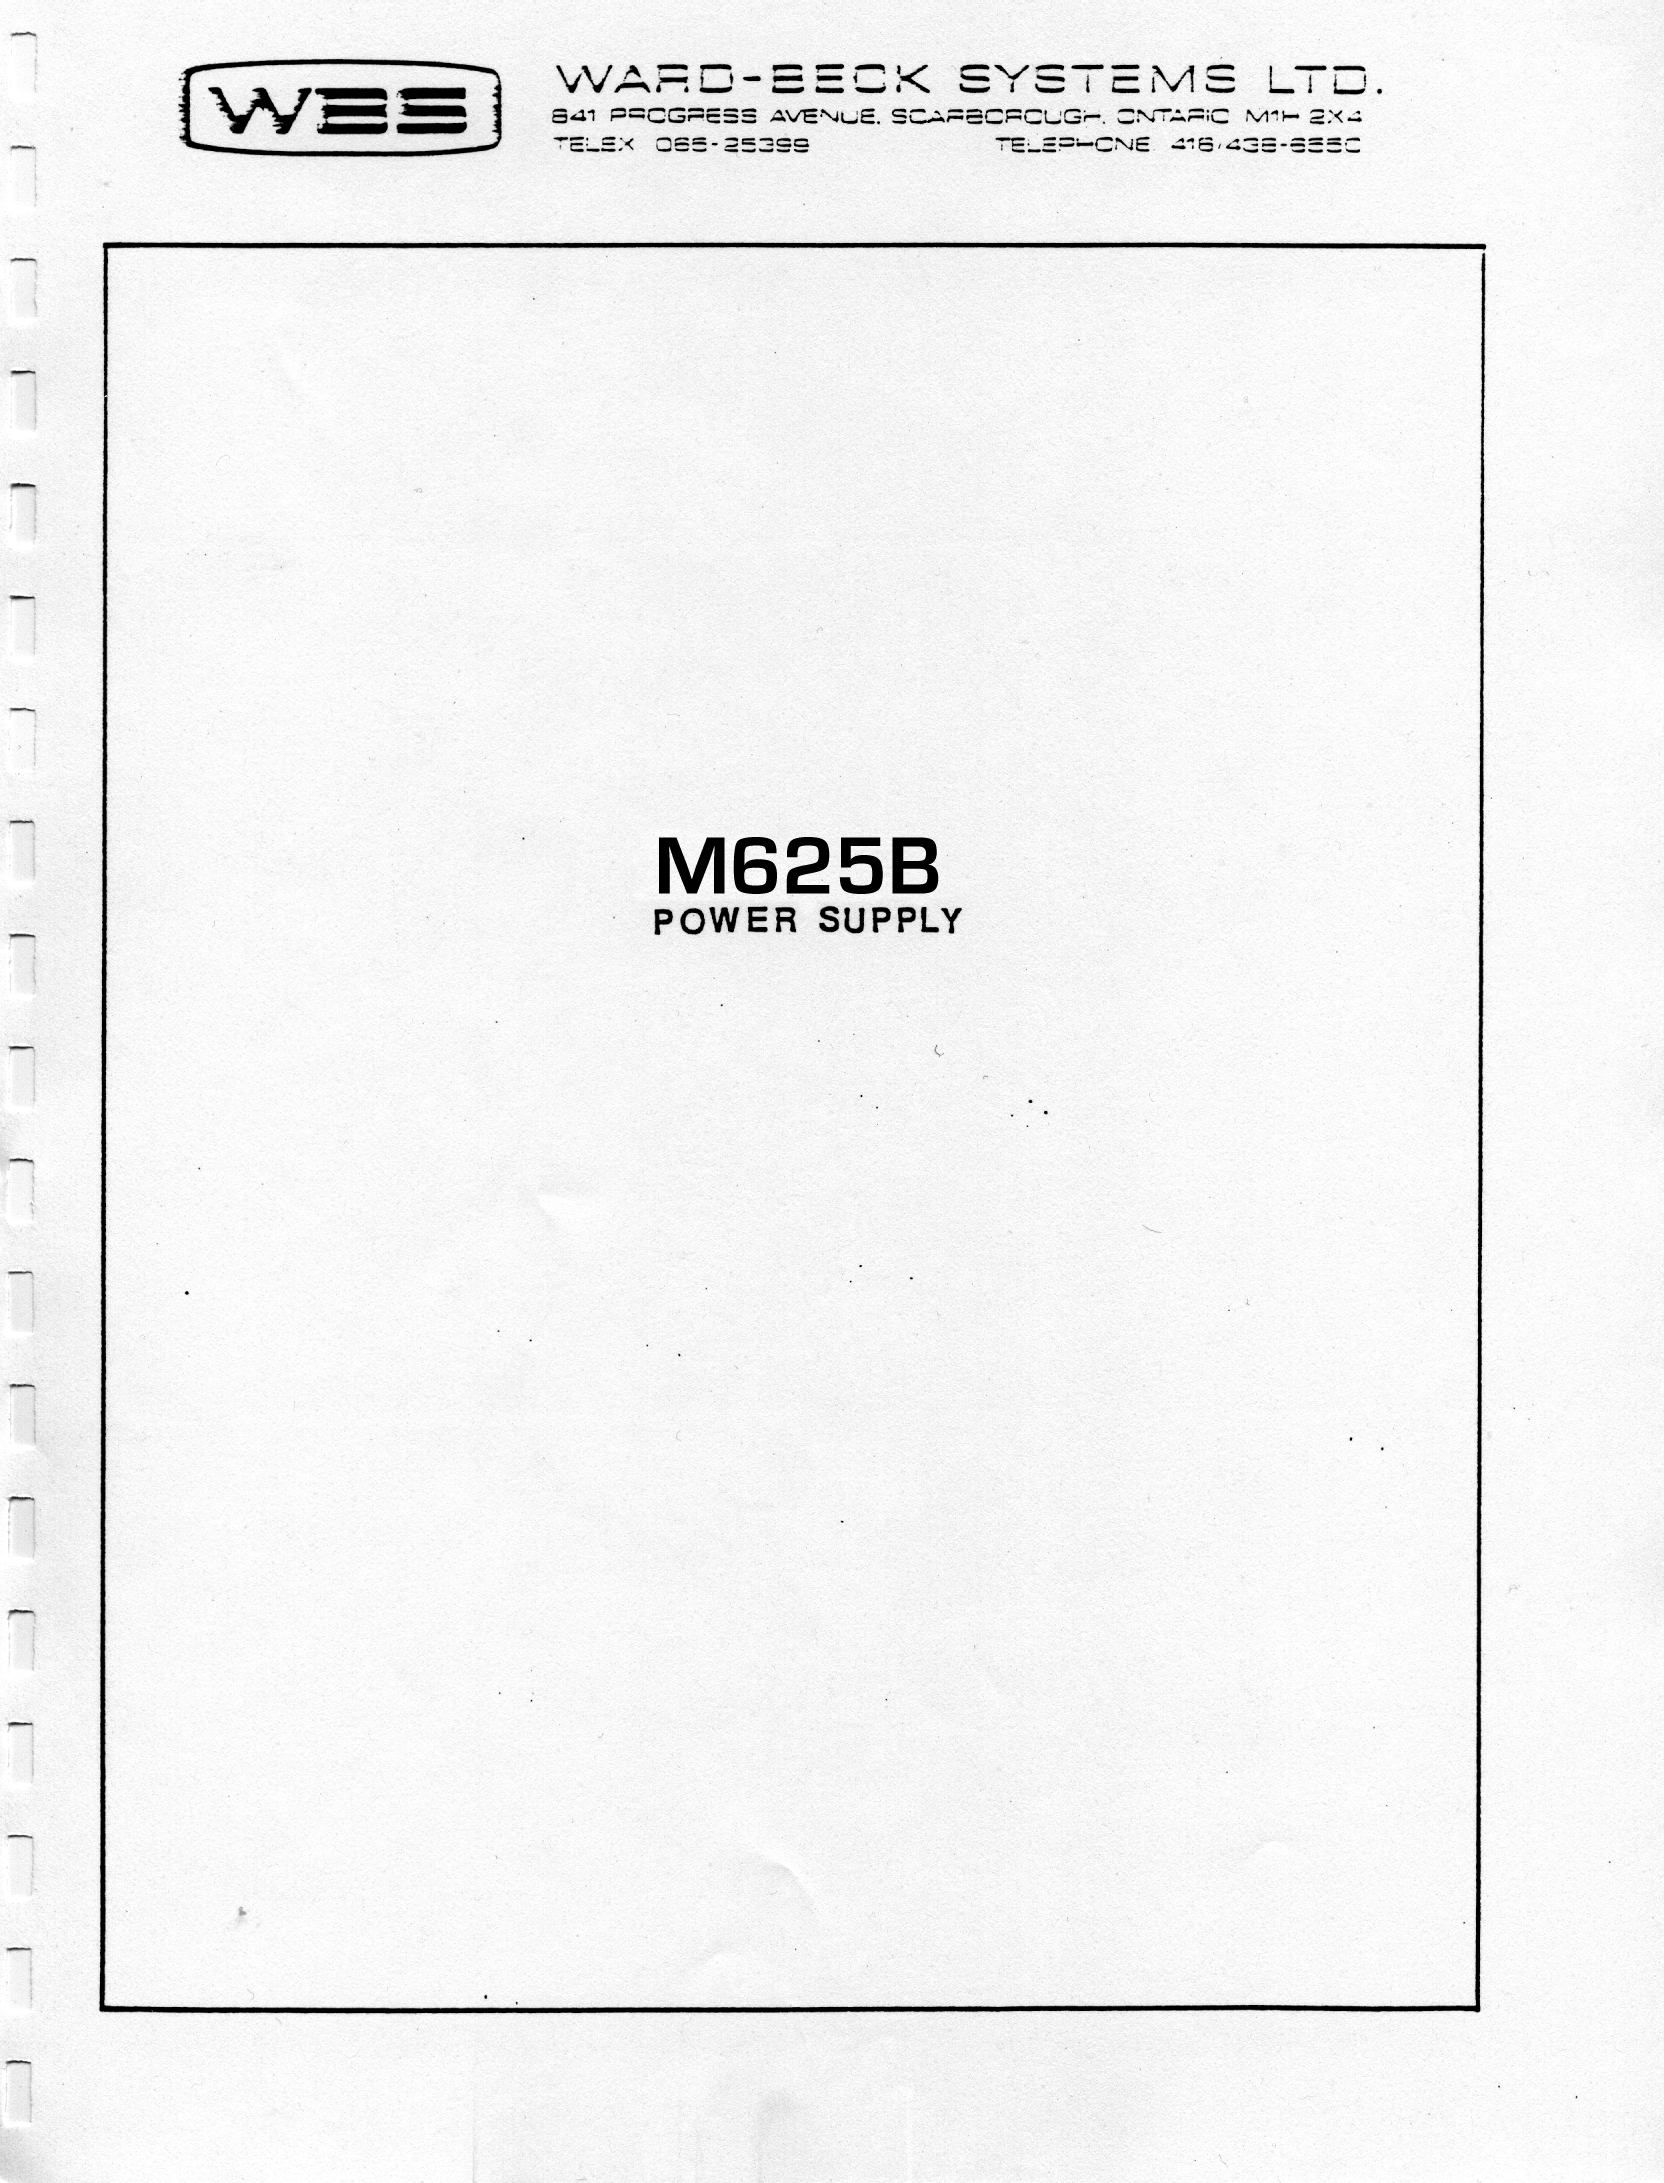 WBS
WARD-BECK SYSTEMS LTD.
841 PROGRESS AVENUE, SCARBOROUGH, ONTARIO M1H 2X4
TELEX 065-25399 TELEPHONE 416/438-6550
M625B
POWER SUPPLY